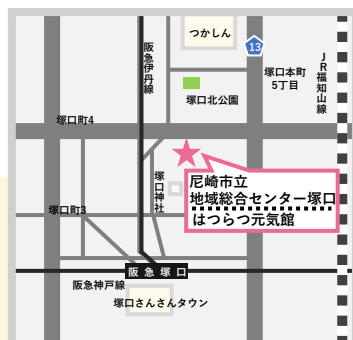 つかしん
13
阪急伊丹線
JR福知山線
塚口本町
5丁目
塚口北公園
塚口町4
尼崎市立
地域総合センター塚口
はつらつ元気館
塚口神社
塚口町3
阪急塚口
阪急神戸線
塚口さんさんタウン